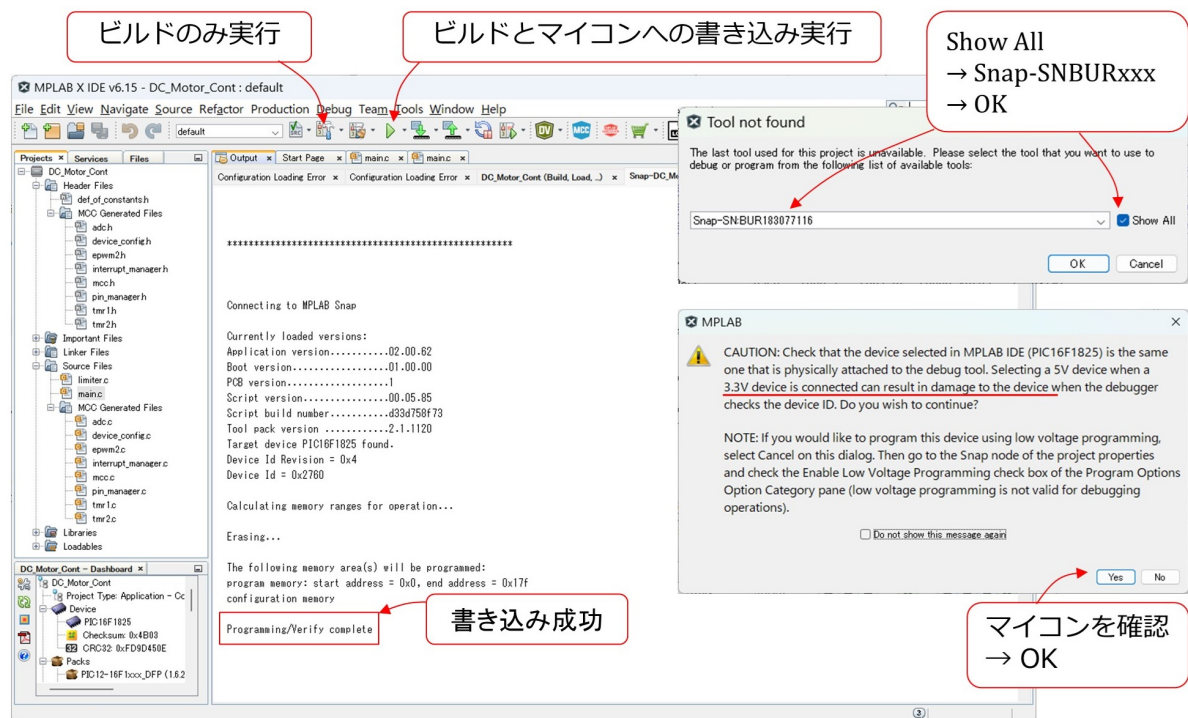 ビルドのみ実行
ビルドとマイコンへの書き込み実行
Show All
→ Snap-SNBURxxx
→ OK
MPLAB X IDE v6.15 - DC_Motor_Cont : default
File Edit View Navigate Source Refactor Production Debug Team Tools Window Help
default
Projects × Services Files
DC_Motor_Cont
Header Files
def_of_constants.h
MCC Generated Files
adc.h
device_config.h
epwm2.h
interrupt_manager.h
mcc.h
pin_manager.h
tmr1.h
tmr2.h
Important Files
Linker Files
Source Files
limiter.c
main.c
MCC Generated Files
adc.c
device_config.c
epwm2.c
interrupt_manager.c
mcc.c
pin_manager.c
tmr1.c
tmr2.c
Libraries
Loadables
DC_Motor_Cont - Dashboard ×
DC_Motor_Cont
Project Type: Application - Cc
Device
PIC16F1825
Checksum: 0x4B03
CRC32: 0xFD9D450E
Packs
PIC12-16F1xxx_DFP (1.6.2
Output × Start Page × main.c × main.c ×
Configuration Loading Error × Configuration Loading Error × DC_Motor_Cont (Build, Load, ...) × Snap-DC_M
*****************************************************
Connecting to MPLAB Snap
Currently loaded versions:
Application version...........02.00.62
Boot version..................01.00.00
PCB version...................1
Script version................00.05.85
Script build number...........d33d758f73
Tool pack version ............2.1.1120
Target device PIC16F1825 found.
Device Id Revision = 0x4
Device Id = 0x2760
Calculating memory ranges for operation...
Erasing...
The following memory area(s) will be programmed:
program memory: start address = 0x0, end address = 0x17f
configuration memory
Programming/Verify complete
書き込み成功
Tool not found
The last tool used for this project is unavailable. Please select the tool that you want to use to
debug or program from the following list of available tools:
Snap-SN:BUR183077116
Show All
OK Cancel
MPLAB
CAUTION: Check that the device selected in MPLAB IDE (PIC16F1825) is the same
one that is physically attached to the debug tool. Selecting a 5V device when a
3.3V device is connected can result in damage to the device when the debugger
checks the device ID. Do you wish to continue?
NOTE: If you would like to program this device using low voltage programming,
select Cancel on this dialog. Then go to the Snap node of the project properties
and check the Enable Low Voltage Programming check box of the Program Options
Option Category pane (low voltage programming is not valid for debugging
operations).
Do not show this message again
Yes No
マイコンを確認
→ OK